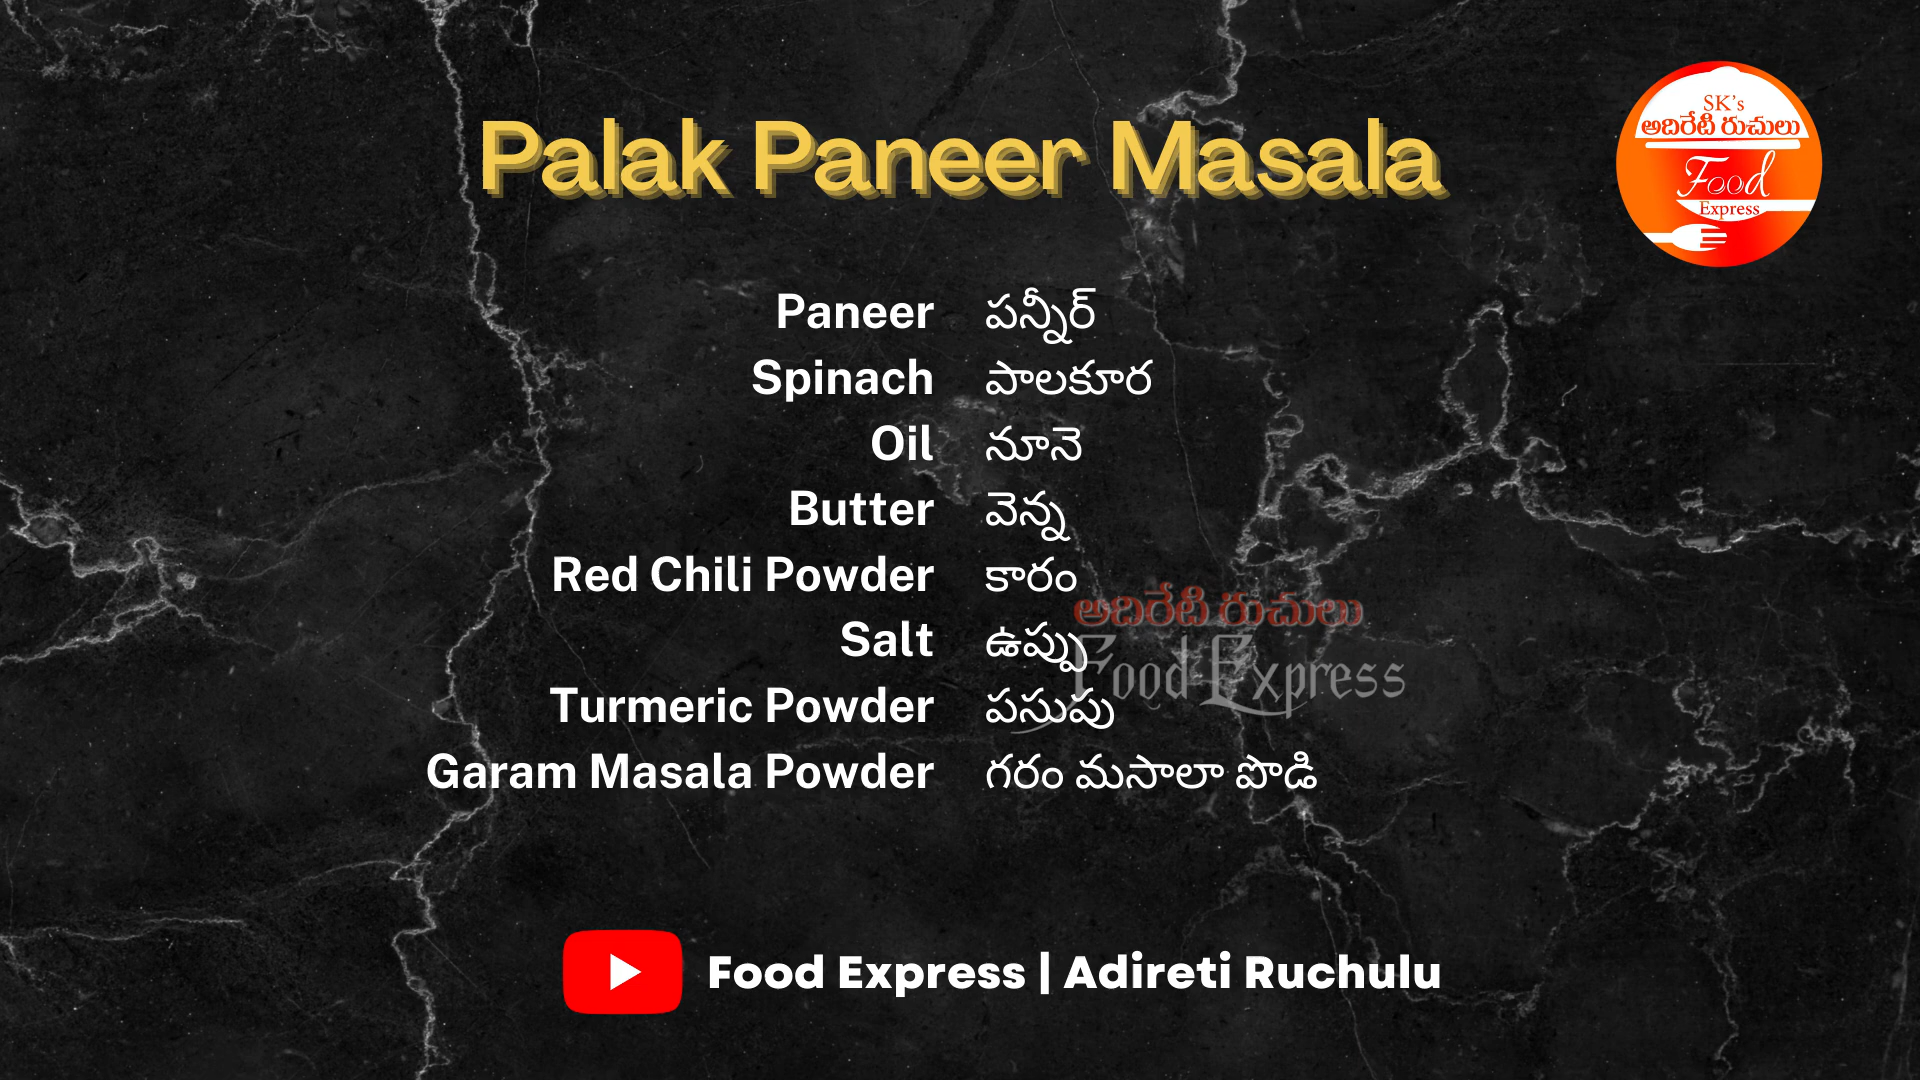 Palak Paneer Masala
SK's
అదిరేటి రుచులు
Food
Express
Paneer పన్నీర్
Spinach పాలకూర
Oil నూనె
Butter వెన్న
Red Chili Powder కారం
అదిరేటి రుచులు
Salt ఉప్పు
Food Express
Turmeric Powder పసుపు
Garam Masala Powder గరం మసాలా పొడి
Food Express | Adireti Ruchulu